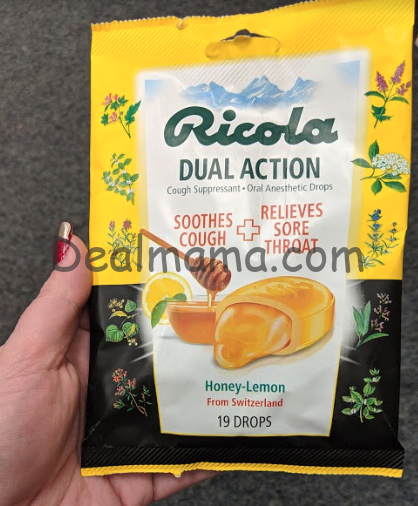 Ricola
DUAL ACTION
Cough Suppressant • Oral Anesthetic Drops
SOOTHES
COUGH
RELIEVES
SORE
THROAT
Dealmama.com
Honey-Lemon
From Switzerland
19 DROPS